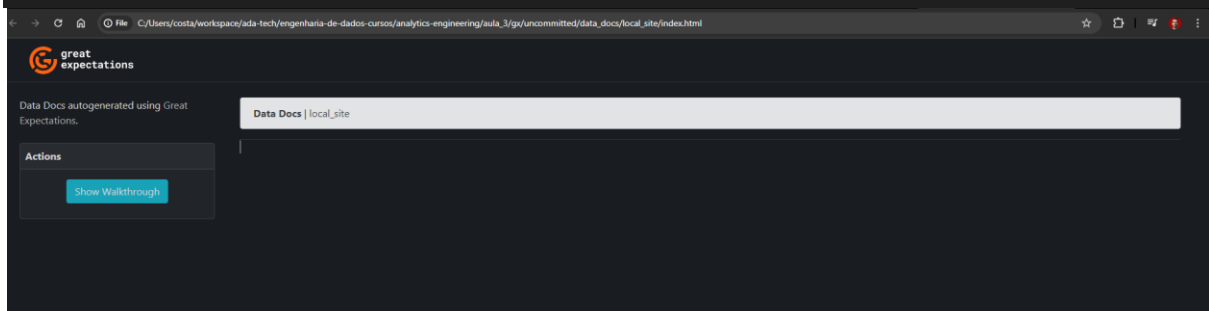 File C:/Users/costa/workspace/ada-tech/engenharia-de-dados-cursos/analytics-engineering/aula_3/gx/uncommitted/data_docs/local_site/index.html
great
expectations
Data Docs autogenerated using Great
Expectations.
Data Docs | local_site
Actions
Show Walkthrough